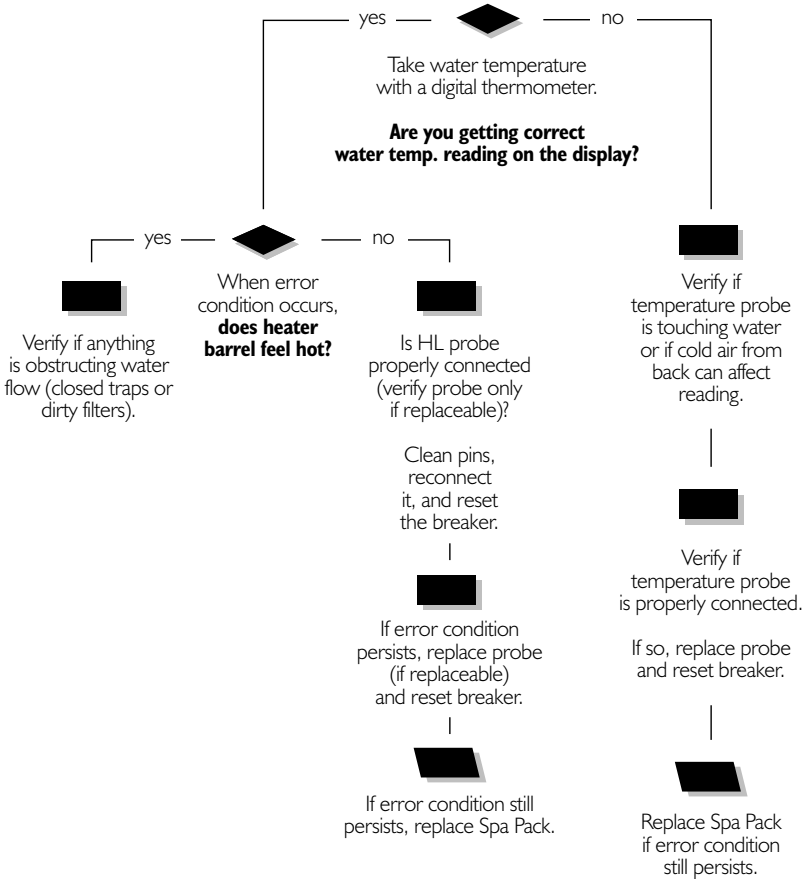 yes
no
Take water temperature
with a digital thermometer.
Are you getting correct
water temp. reading on the display?
yes
no
When error
condition occurs,
does heater
barrel feel hot?
Verify if anything
is obstructing water
flow (closed traps or
dirty filters).
Is HL probe
properly connected
(verify probe only
if replaceable)?
Clean pins,
reconnect
it, and reset
the breaker.
If error condition
persists, replace probe
(if replaceable)
and reset breaker.
If error condition still
persists, replace Spa Pack.
Verify if
temperature probe
is touching water
or if cold air from
back can affect
reading.
Verify if
temperature probe
is properly connected.
If so, replace probe
and reset breaker.
Replace Spa Pack
if error condition
still persists.